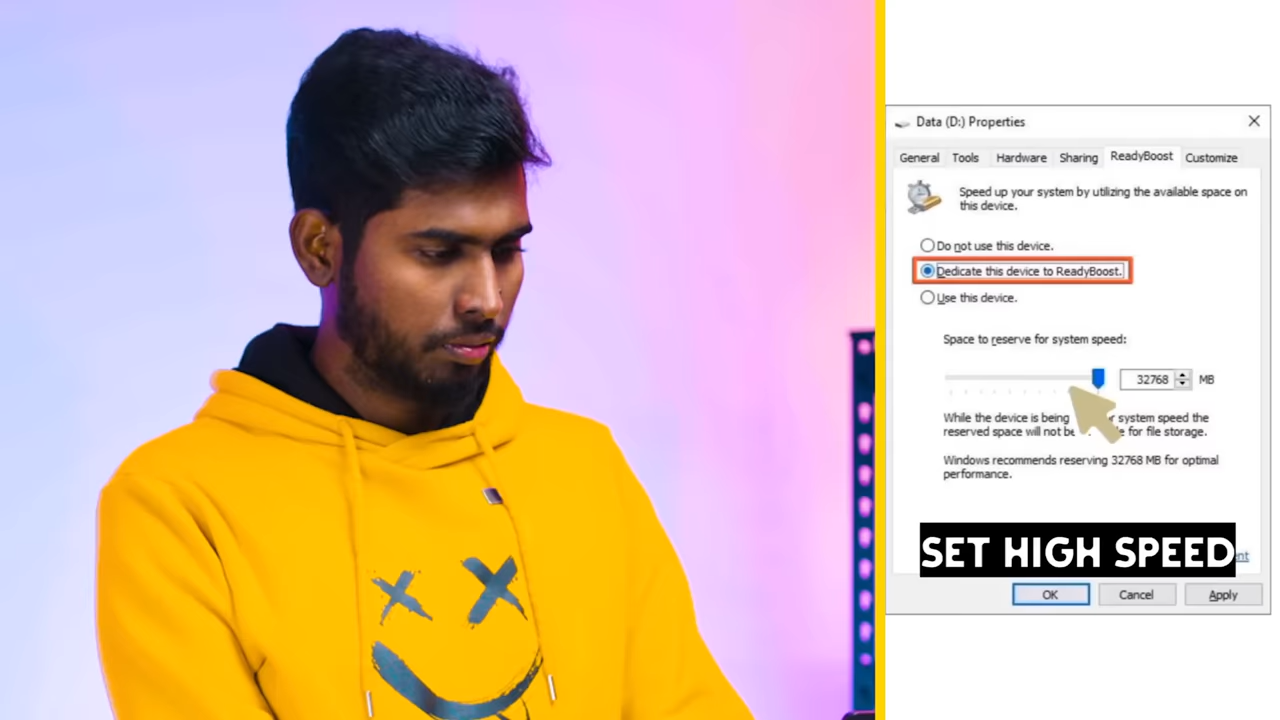 Data (D:) Properties
General Tools Hardware Sharing ReadyBoost Customize
Speed up your system by utilizing the available space on
this device.
Do not use this device.
Dedicate this device to ReadyBoost.
Use this device.
Space to reserve for system speed:
32768 MB
While the device is being system speed the
reserved space will not be for file storage.
Windows recommends reserving 32768 MB for optimal
performance.
SET HIGH SPEED
OK Cancel Apply